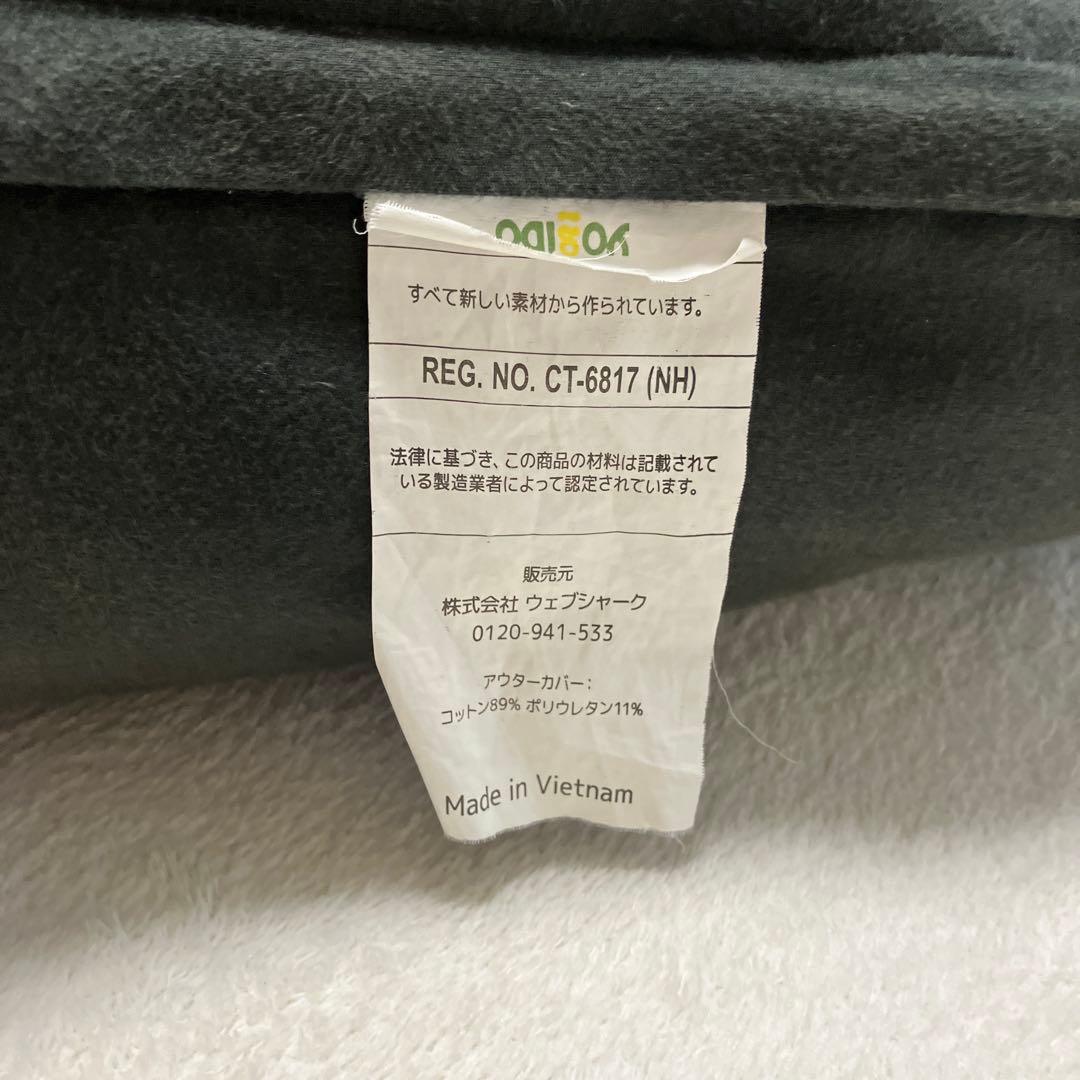 yogibo
すべて新しい素材から作られています。
REG. NO. CT-6817 (NH)
法律に基づき、この商品の材料は記載されて
いる製造業者によって認定されています。
販売元
株式会社 ウェブシャーク
0120-941-533
アウターカバー：
コットン89% ポリウレタン11%
Made in Vietnam